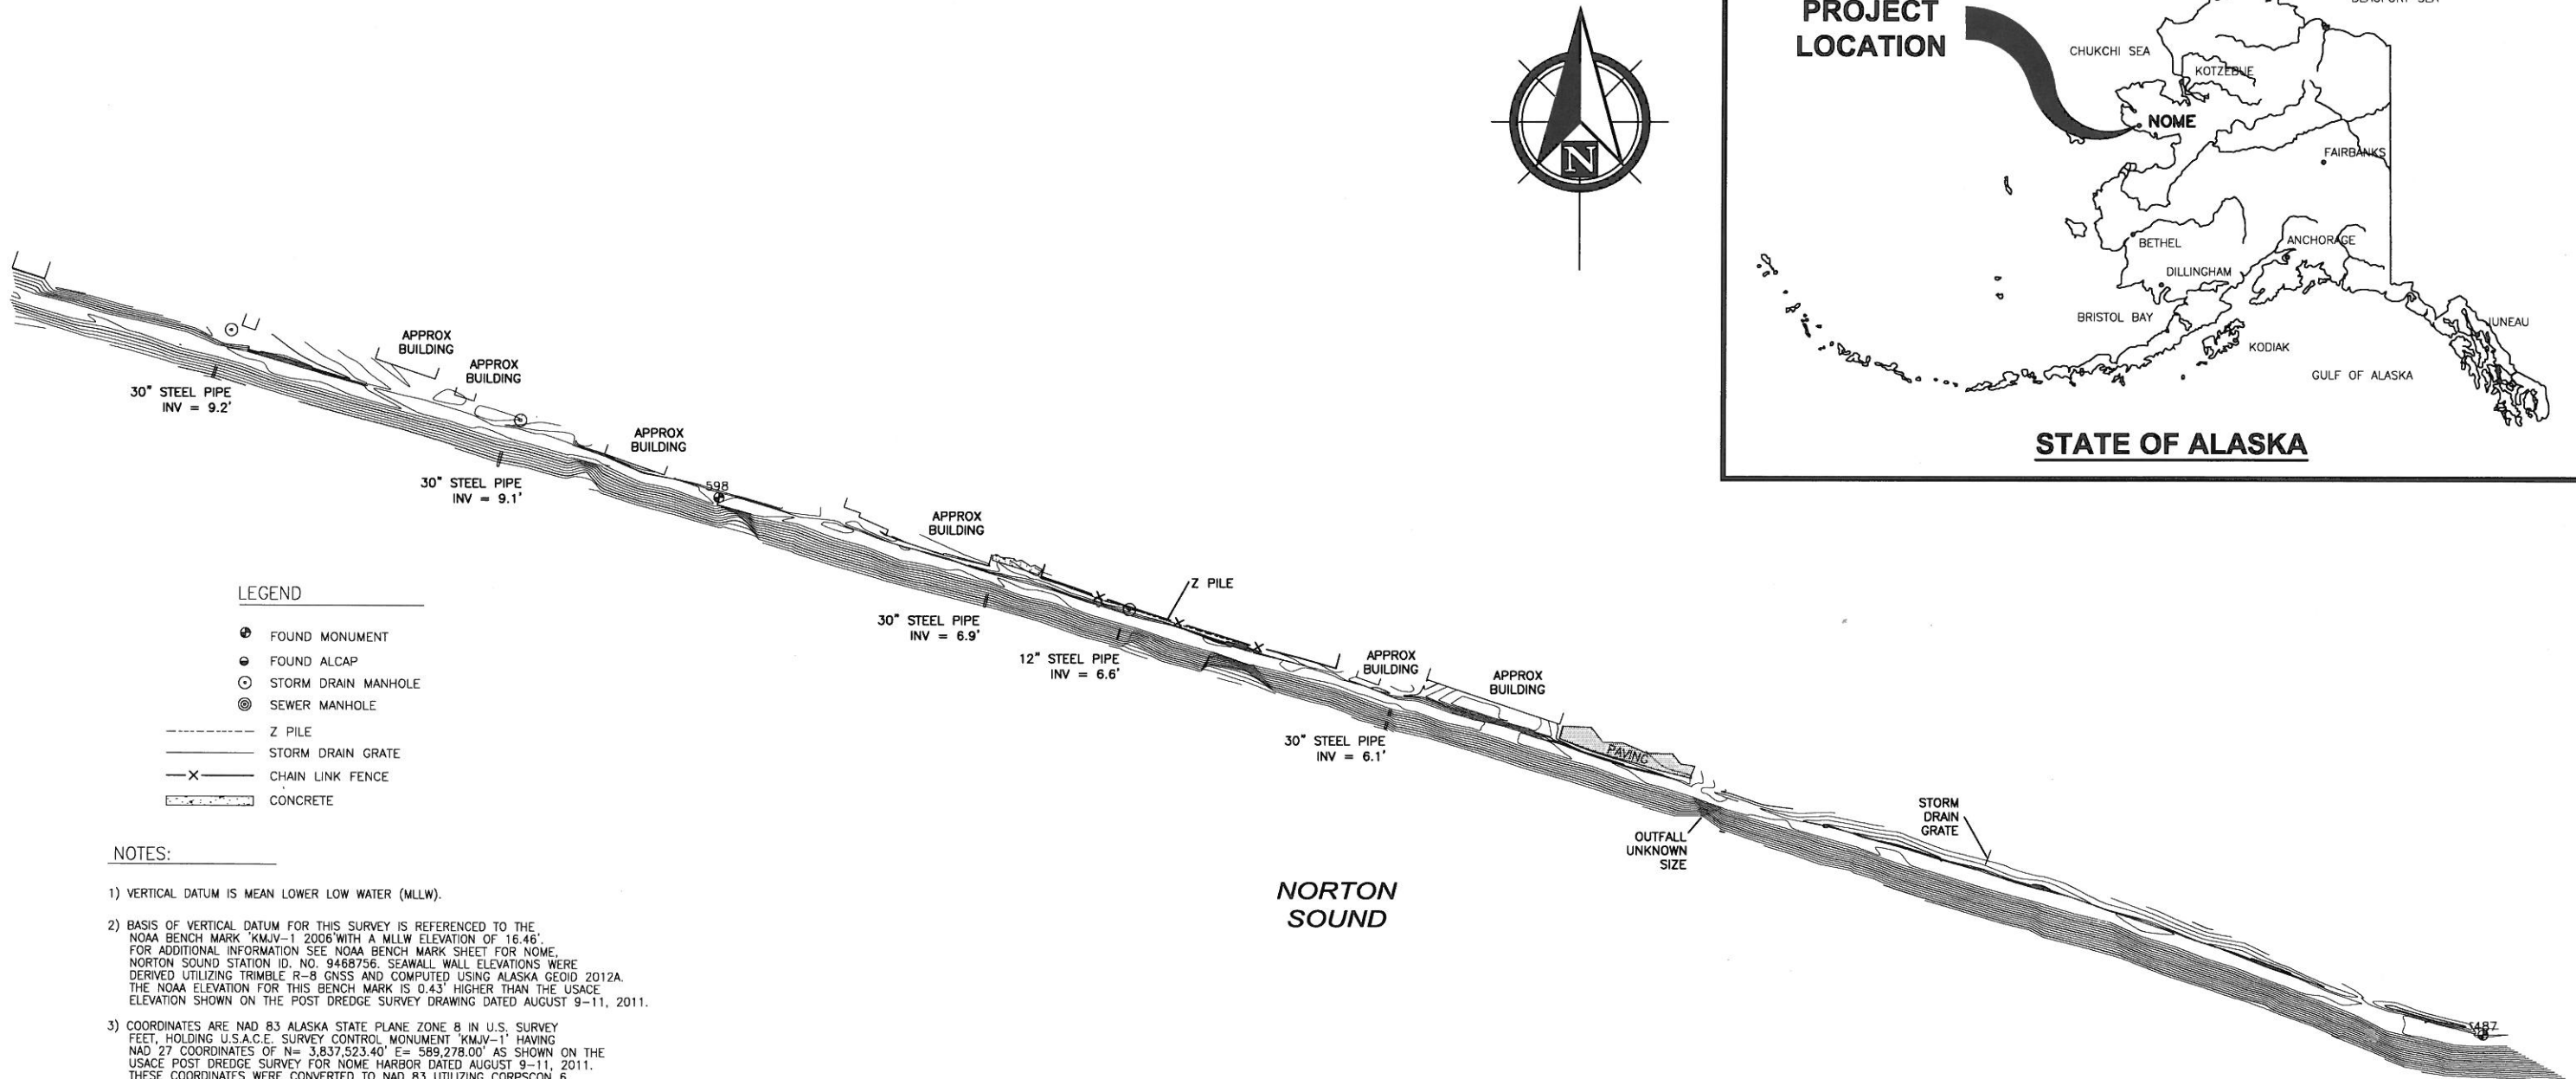 PROJECT
LOCATION
CHUKCHI SEA
KOTZEBUE
NOME
FAIRBANKS
BETHEL
ANCHORAGE
DILLINGHAM
BRISTOL BAY
JUNEAU
KODIAK
GULF OF ALASKA
STATE OF ALASKA
N
APPROX
BUILDING
APPROX
BUILDING
30" STEEL PIPE
INV = 9.2'
APPROX
BUILDING
30" STEEL PIPE
INV = 9.1'
598
APPROX
BUILDING
Z PILE
30" STEEL PIPE
INV = 6.9'
12" STEEL PIPE
INV = 6.6'
APPROX
BUILDING
APPROX
BUILDING
30" STEEL PIPE
INV = 6.1'
PAVING
OUTFALL
UNKNOWN
SIZE
STORM
DRAIN
GRATE
NORTON
SOUND
LEGEND
FOUND MONUMENT
FOUND ALCAP
STORM DRAIN MANHOLE
SEWER MANHOLE
Z PILE
STORM DRAIN GRATE
CHAIN LINK FENCE
CONCRETE
NOTES:
1) VERTICAL DATUM IS MEAN LOWER LOW WATER (MLLW).
2) BASIS OF VERTICAL DATUM FOR THIS SURVEY IS REFERENCED TO THE
NOAA BENCH MARK 'KMJV-1 2006'WITH A MLLW ELEVATION OF 16.46'.
FOR ADDITIONAL INFORMATION SEE NOAA BENCH MARK SHEET FOR NOME,
NORTON SOUND STATION ID. NO. 9468756. SEAWALL WALL ELEVATIONS WERE
DERIVED UTILIZING TRIMBLE R-8 GNSS AND COMPUTED USING ALASKA GEOID 2012A.
THE NOAA ELEVATION FOR THIS BENCH MARK IS 0.43' HIGHER THAN THE USACE
ELEVATION SHOWN ON THE POST DREDGE SURVEY DRAWING DATED AUGUST 9-11, 2011.
3) COORDINATES ARE NAD 83 ALASKA STATE PLANE ZONE 8 IN U.S. SURVEY
FEET, HOLDING U.S.A.C.E. SURVEY CONTROL MONUMENT 'KMJV-1' HAVING
NAD 27 COORDINATES OF N= 3,837,523.40' E= 589,278.00' AS SHOWN ON THE
USACE POST DREDGE SURVEY FOR NOME HARBOR DATED AUGUST 9-11, 2011.
THESE COORDINATES WERE CONVERTED TO NAD 83 UTILIZING CORPSCON 6